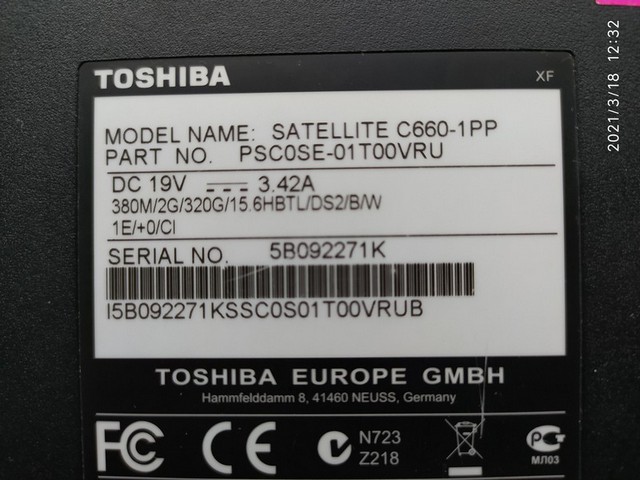 TOSHIBA
XF
MODEL NAME: SATELLITE C660-1PP
PART NO. PSC0SE-01T00VRU
DC 19V 3.42A
380M/2G/320G/15.6HBTL/DS2/B/W
1E/+0/CI
SERIAL NO. 5B092271K
I5B092271KSSC0S01T00VRUB
TOSHIBA EUROPE GMBH
Hammfelddamm 8, 41460 NEUSS, Germany
FC CE N723
Z218
РСТ
МЛ03
2021/3/18 12:32